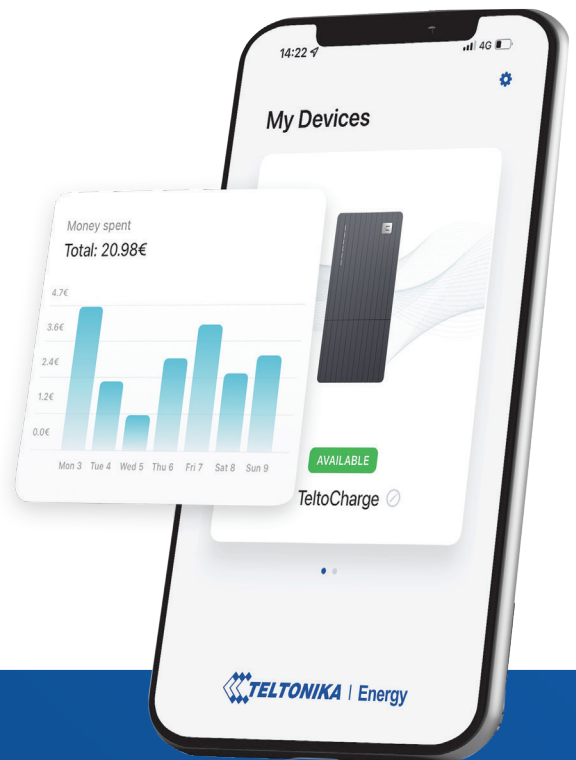 14:22
4G
My Devices
Money spent
Total: 20.98€
4.7€
3.6€
2.4€
1.2€
0.0€
Mon 3 Tue 4 Wed 5 Thu 6 Fri 7 Sat 8 Sun 9
AVAILABLE
TeltoCharge
TELTONIKA | Energy